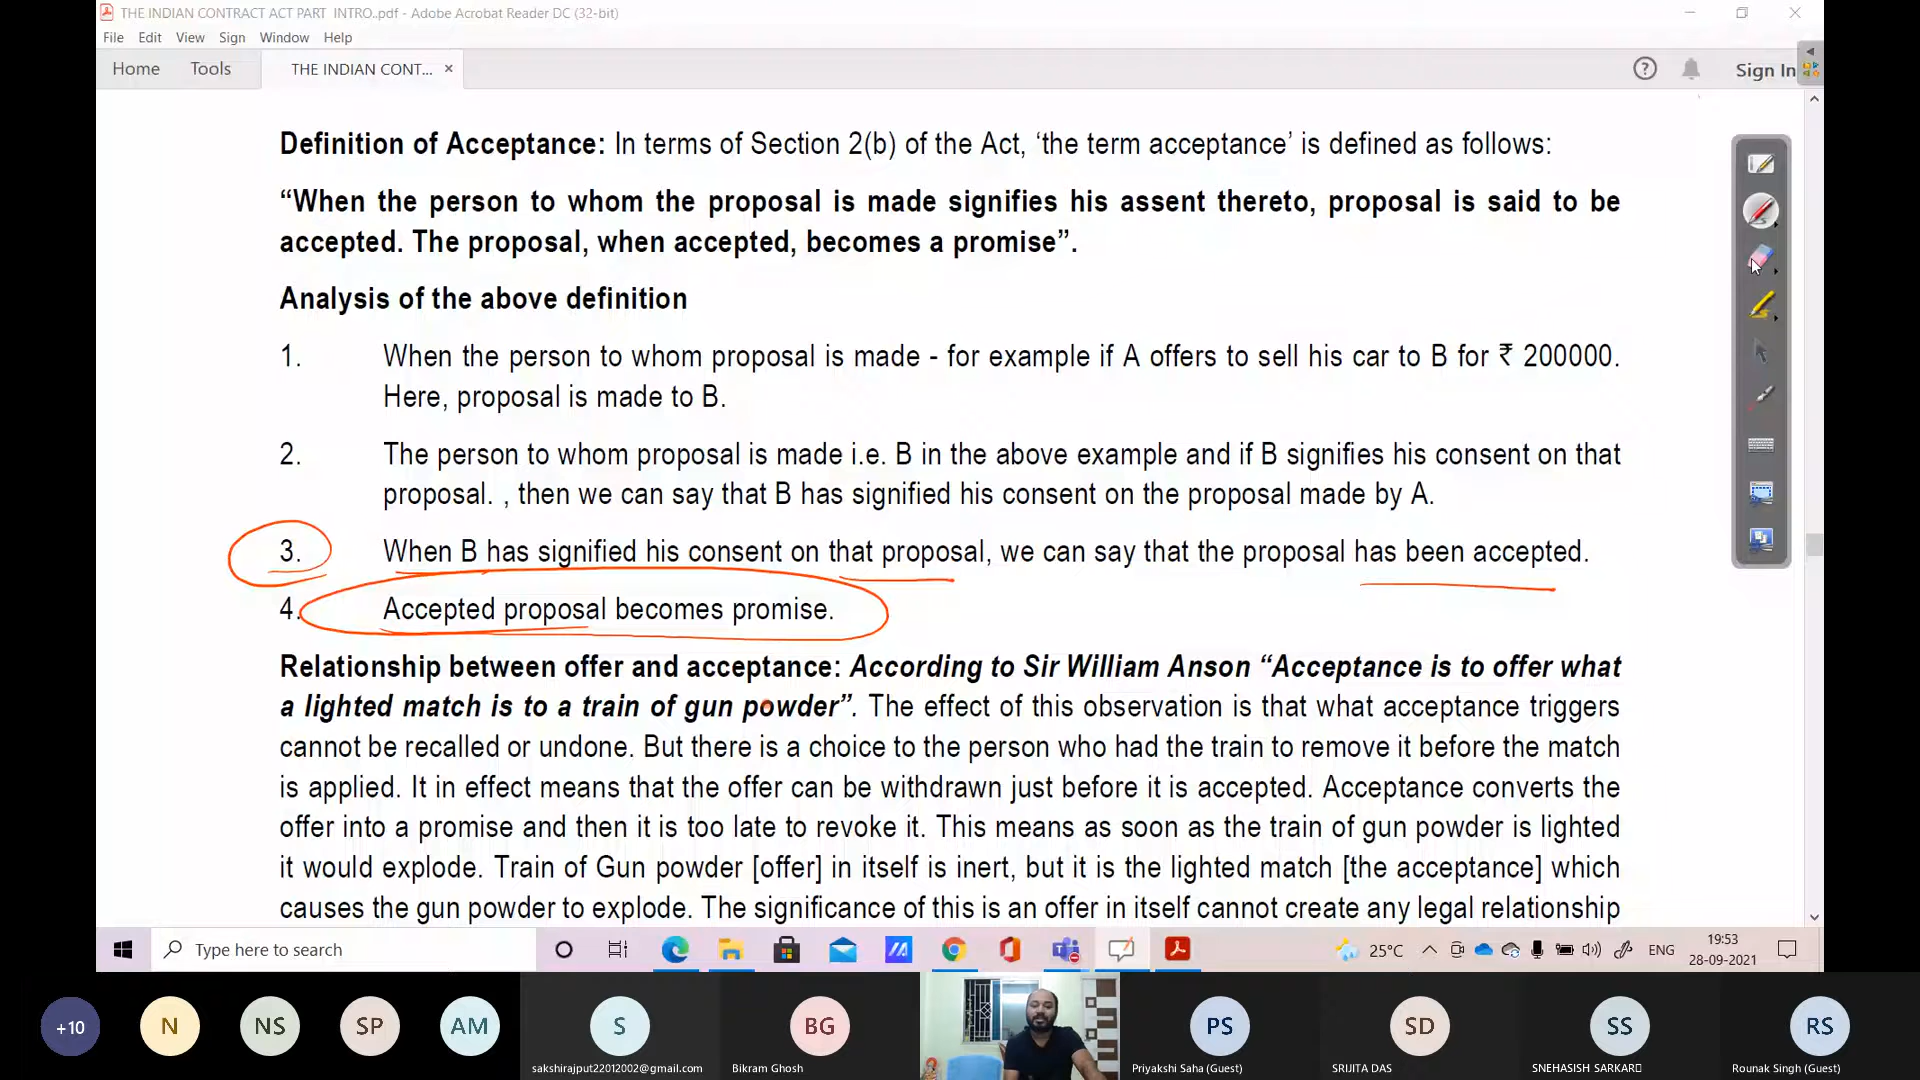 THE INDIAN CONTRACT ACT PART INTRO..pdf - Adobe Acrobat Reader DC (32-bit)
File Edit View Sign Window Help
Home Tools THE INDIAN CONT... × Sign In
Definition of Acceptance: In terms of Section 2(b) of the Act, ‘the term acceptance’ is defined as follows:
“When the person to whom the proposal is made signifies his assent thereto, proposal is said to be
accepted. The proposal, when accepted, becomes a promise”.
Analysis of the above definition
1. When the person to whom proposal is made - for example if A offers to sell his car to B for ₹ 200000.
Here, proposal is made to B.
2. The person to whom proposal is made i.e. B in the above example and if B signifies his consent on that
proposal. , then we can say that B has signified his consent on the proposal made by A.
3. When B has signified his consent on that proposal, we can say that the proposal has been accepted.
4. Accepted proposal becomes promise.
Relationship between offer and acceptance: According to Sir William Anson “Acceptance is to offer what
a lighted match is to a train of gun powder”. The effect of this observation is that what acceptance triggers
cannot be recalled or undone. But there is a choice to the person who had the train to remove it before the match
is applied. It in effect means that the offer can be withdrawn just before it is accepted. Acceptance converts the
offer into a promise and then it is too late to revoke it. This means as soon as the train of gun powder is lighted
it would explode. Train of Gun powder [offer] in itself is inert, but it is the lighted match [the acceptance] which
causes the gun powder to explode. The significance of this is an offer in itself cannot create any legal relationship
Type here to search 25°C ENG 19:53
28-09-2021
+10 N NS SP AM S BG PS SD SS RS
sakshirajput22012002@gmail.com Bikram Ghosh Priyakshi Saha (Guest) SRIJITA DAS SNEHASISH SARKAR Rounak Singh (Guest)